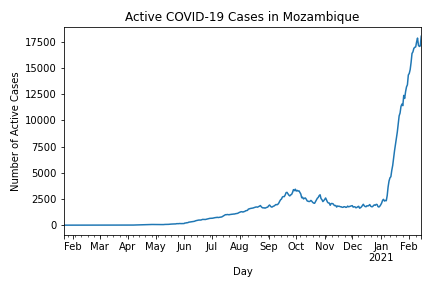 Active COVID-19 Cases in Mozambique
17500
15000
12500
10000
7500
5000
2500
0
Number of Active Cases
Feb Mar Apr May Jun Jul Aug Sep Oct Nov Dec Jan Feb
2021
Day